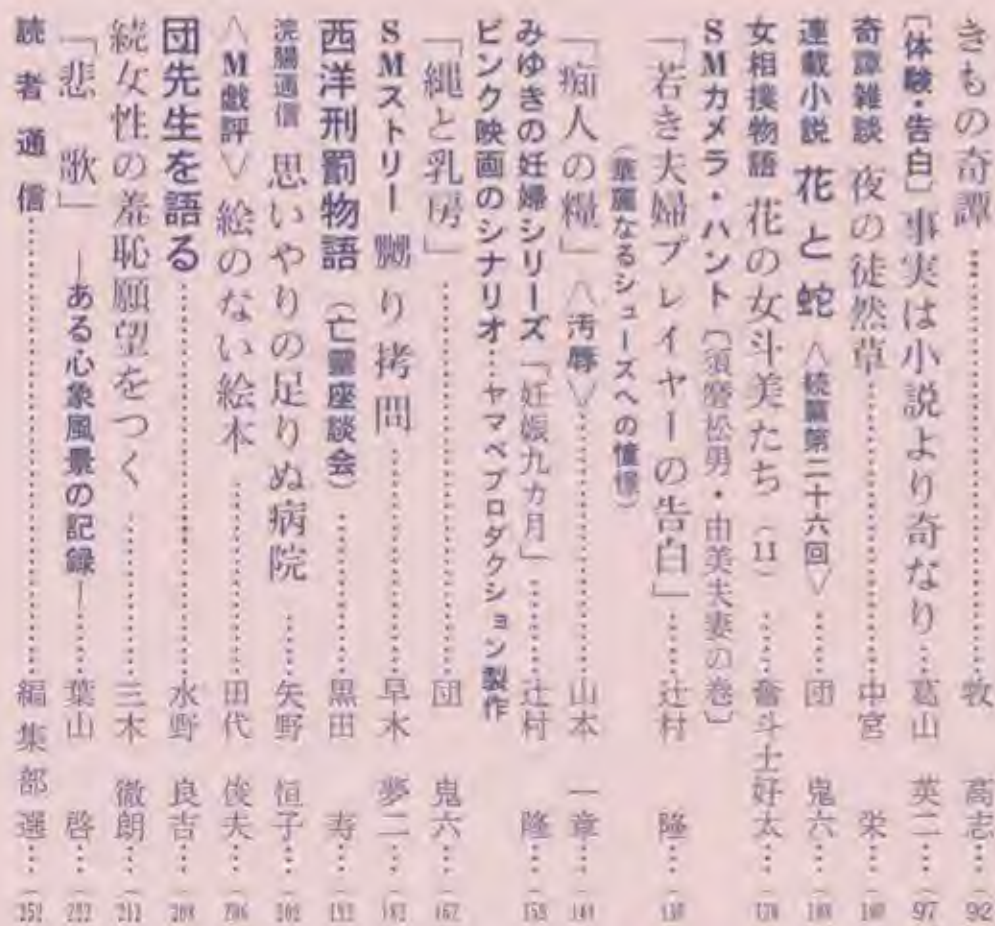 きもの奇譚……牧 高志…(92
〔体験・告白〕事実は小説より奇なり…葛山 英二…(97
奇譚雑談 夜の徒然草……中宮 栄…(100
連載小説 花と蛇 〈続篇第二十六回〉……団 鬼六…(108
女相撲物語 花の女斗美たち (11)……奮斗士好太…(128
SMカメラ・ハント〔須磨松男・由美夫妻の巻〕
「若き夫婦プレイヤーの告白」……辻村 隆…(130
(華麗なるシューズへの憧憬)
「痴人の糧」〈汚辱〉……山本 一章…(148
みゆきの妊婦シリーズ「妊娠九カ月」……辻村 隆…(158
ピンク映画のシナリオ…ヤマベプロダクション製作
「縄と乳房」……団 鬼六…(162
SMストリー 嬲り拷問……早水 夢二…(182
西洋刑罰物語 (亡霊座談会)……黒田 寿…(192
浣腸通信 思いやりの足りぬ病院……矢野 恒子…(202
〈M戯評〉絵のない絵本……田代 俊夫…(206
団先生を語る……水野 良吉…(208
続女性の羞恥願望をつく……三木 徹朗…(212
「悲歌」 ―ある心象風景の記録―……葉山 啓…(222
読者通信……編集部選…(252